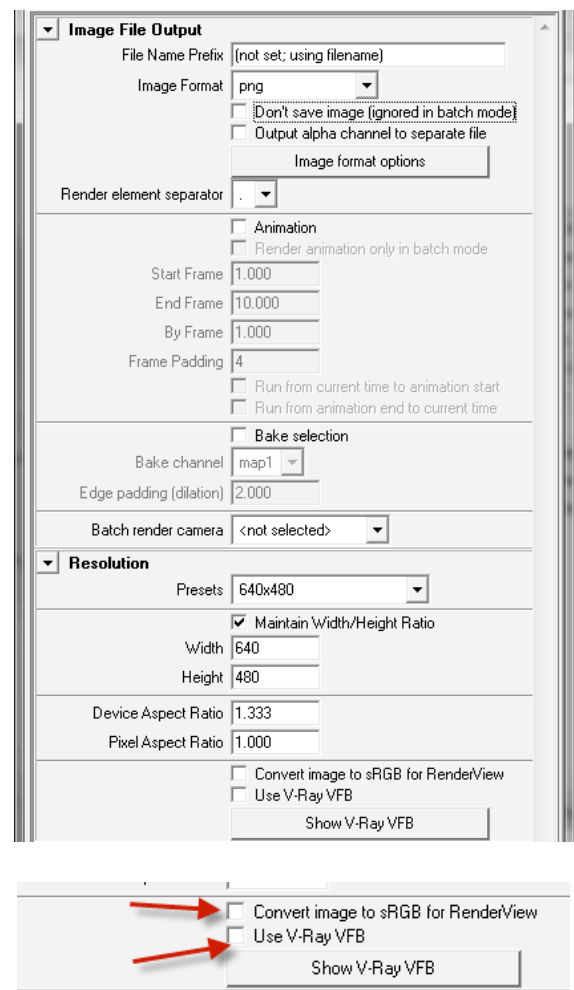 Image File Output
File Name Prefix (not set; using filename)
Image Format png
Don't save image (ignored in batch mode)
Output alpha channel to separate file
Image format options
Render element separator .
Animation
Render animation only in batch mode
Start Frame 1.000
End Frame 10.000
By Frame 1.000
Frame Padding 4
Run from current time to animation start
Run from animation end to current time
Bake selection
Bake channel map1
Edge padding (dilation) 2.000
Batch render camera <not selected>
Resolution
Presets 640x480
Maintain Width/Height Ratio
Width 640
Height 480
Device Aspect Ratio 1.333
Pixel Aspect Ratio 1.000
Convert image to sRGB for RenderView
Use V-Ray VFB
Show V-Ray VFB
Convert image to sRGB for RenderView
Use V-Ray VFB
Show V-Ray VFB